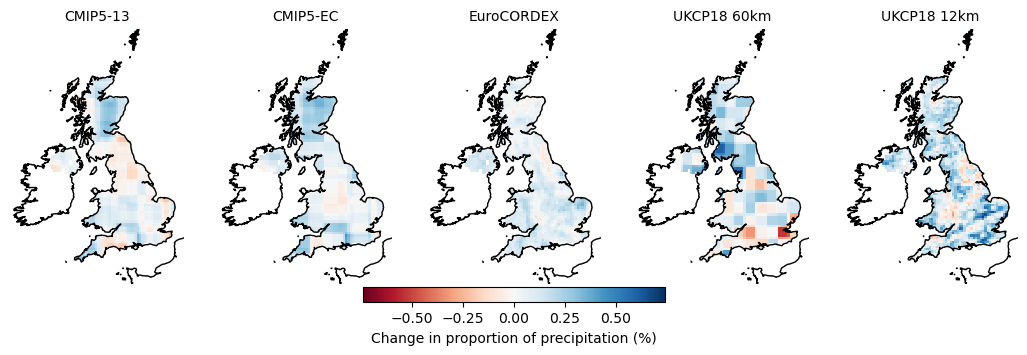 CMIP5-13 CMIP5-EC EuroCORDEX UKCP18 60km UKCP18 12km
−0.50 −0.25 0.00 0.25 0.50
Change in proportion of precipitation (%)